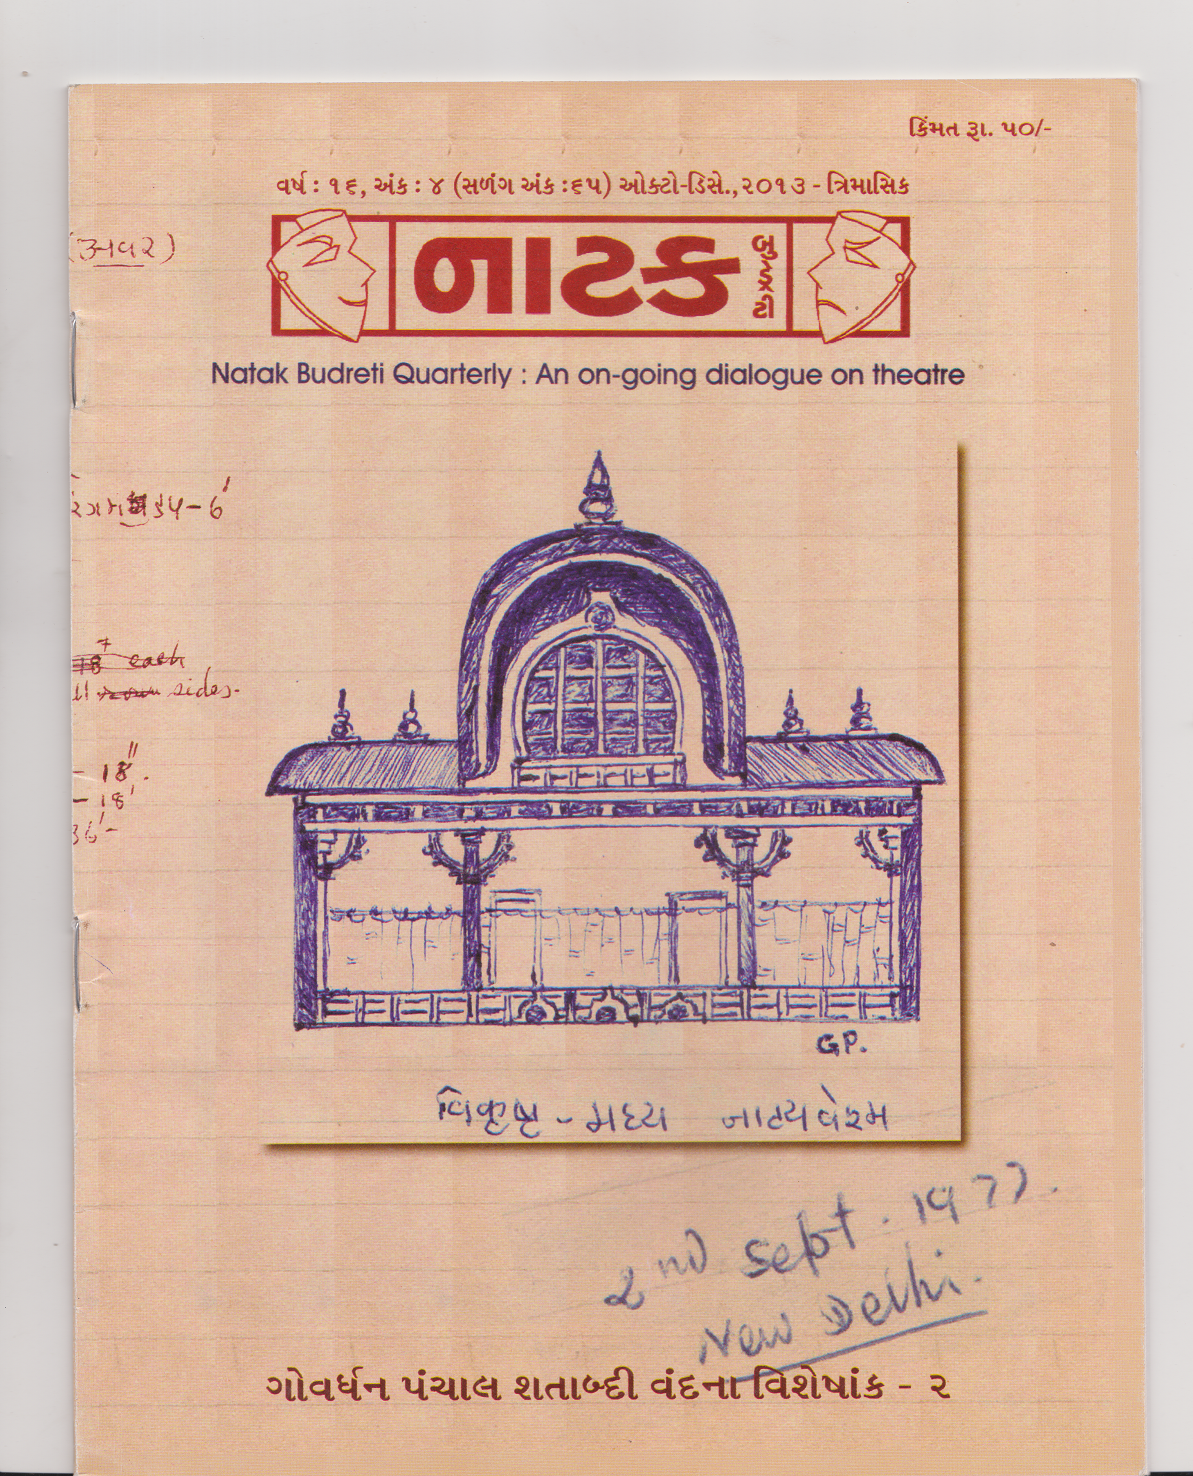 કિંમત રૂા. ૫૦/-
વર્ષ : ૧૬, અંક : ૪ (સળંગ અંક :૬૫) ઓક્ટો-ડિસે.,૨૦૧૩ - ત્રિમાસિક
નાટક
બુડ્રેટી
Natak Budreti Quarterly : An on-going dialogue on theatre
18 each
sides.
- 18".
- 18'
36'-
GP.
વિકૃષ્ટ - મધ્ય નાટ્યવેશ્મ
2nd sept. 1977.
New Delhi.
ગોવર્ધન પંચાલ શતાબ્દી વંદના વિશેષાંક - ૨